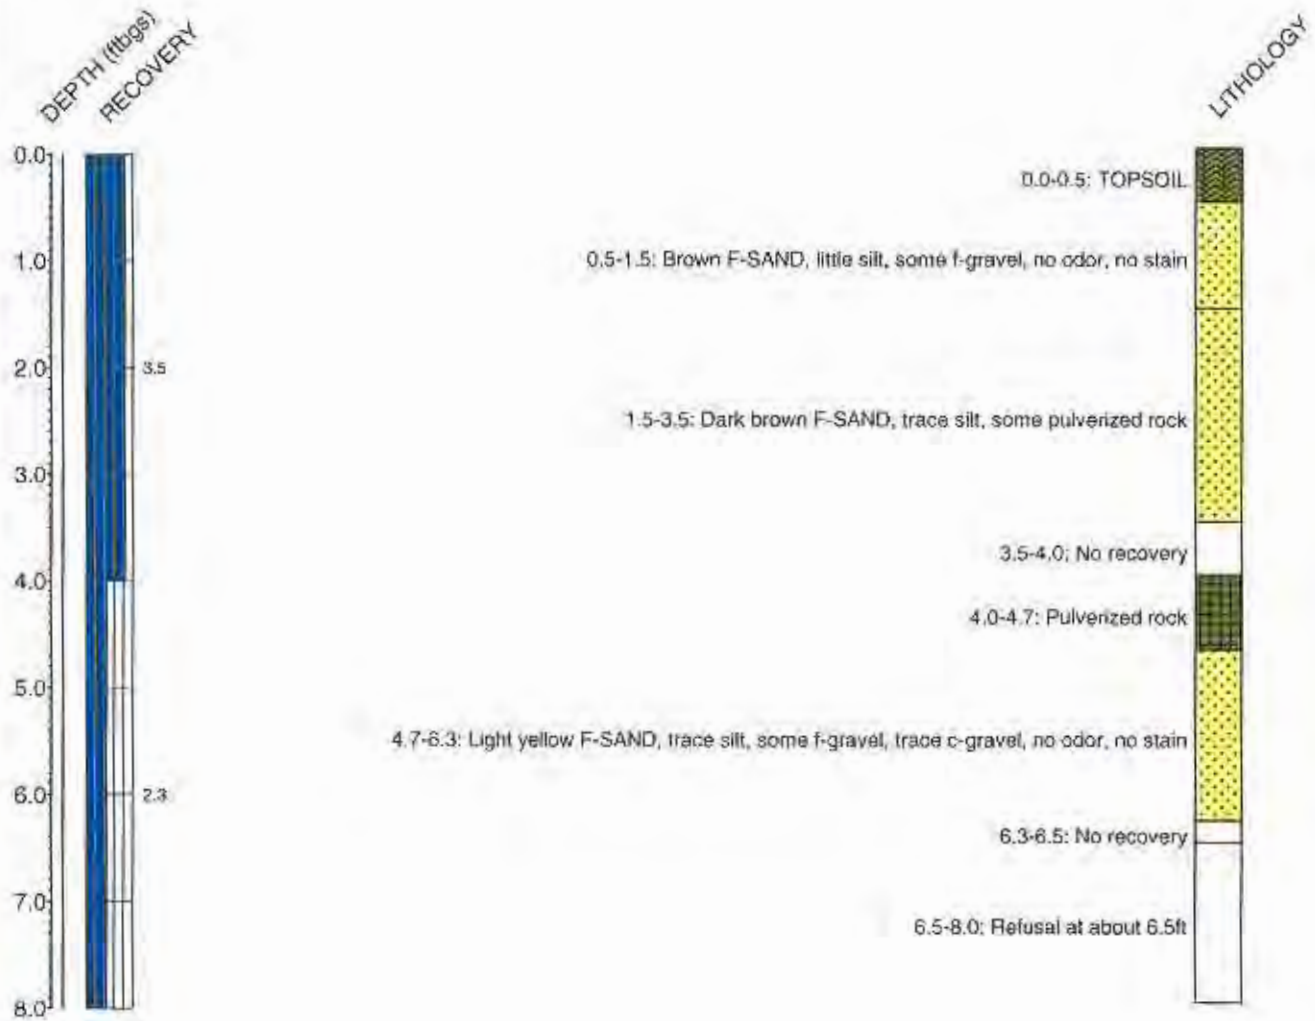 DEPTH (ftbgs)
RECOVERY
LITHOLOGY
0.0
0.0-0.5: TOPSOIL
1.0
0.5-1.5: Brown F-SAND, little silt, some f-gravel, no odor, no stain
2.0
3.5
1.5-3.5: Dark brown F-SAND, trace silt, some pulverized rock
3.0
3.5-4.0: No recovery
4.0
4.0-4.7: Pulverized rock
5.0
4.7-6.3: Light yellow F-SAND, trace silt, some f-gravel, trace c-gravel, no odor, no stain
6.0
2.3
6.3-6.5: No recovery
7.0
6.5-8.0: Refusal at about 6.5ft
8.0